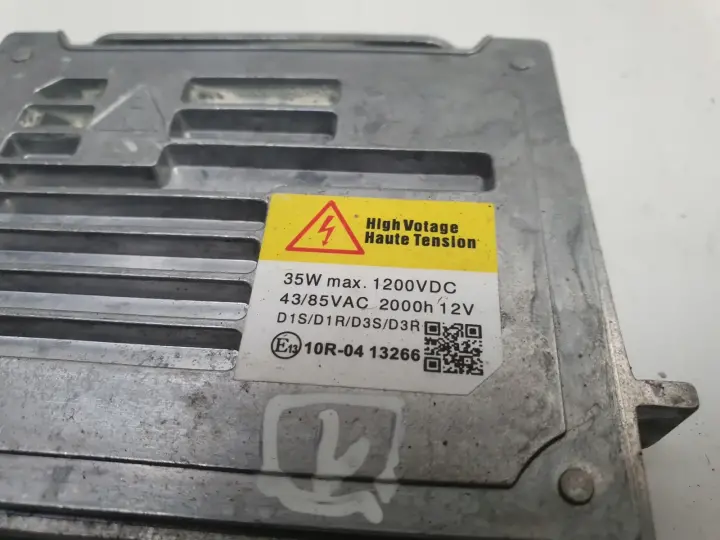 High Votage
Haute Tension
35W max. 1200VDC
43/85VAC 2000h 12V
D1S/D1R/D3S/D3R
E13 10R-04 13266